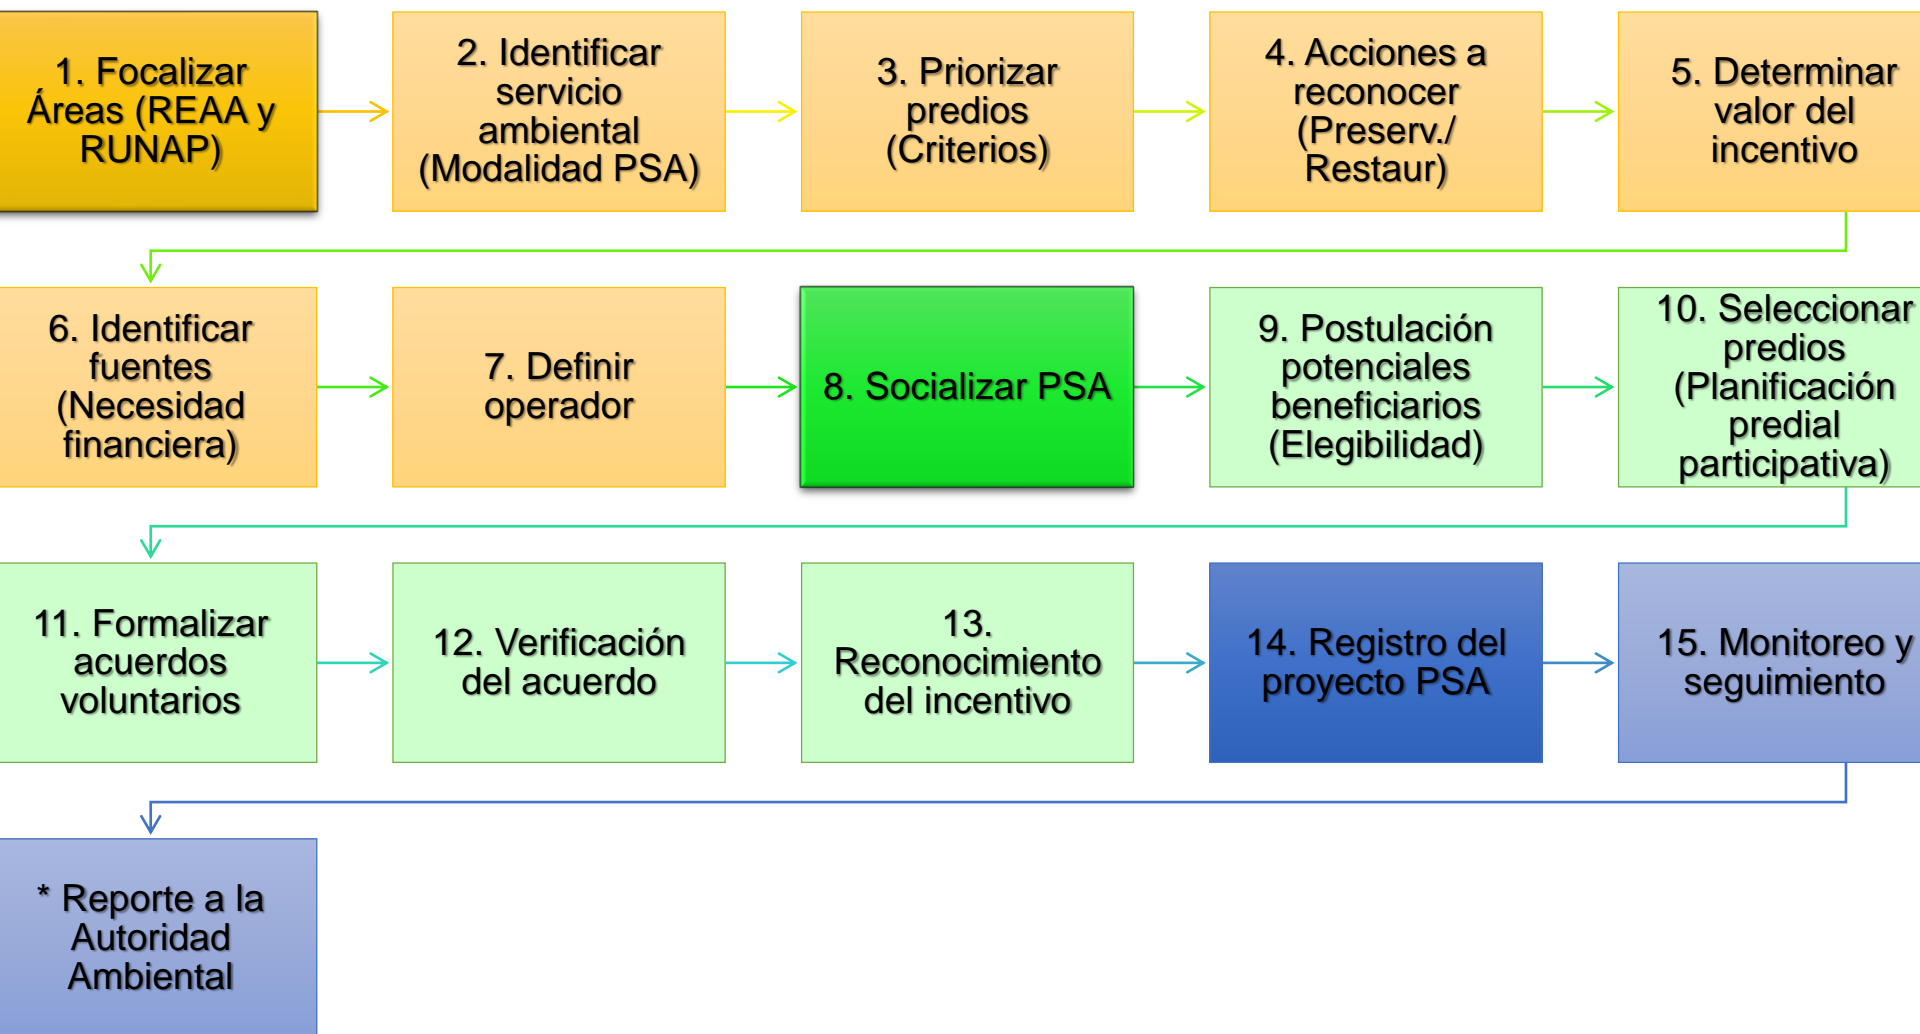 1. Focalizar
Áreas (REAA y
RUNAP)
2. Identificar
servicio
ambiental
(Modalidad PSA)
3. Priorizar
predios
(Criterios)
4. Acciones a
reconocer
(Preserv./
Restaur)
5. Determinar
valor del
incentivo
6. Identificar
fuentes
(Necesidad
financiera)
7. Definir
operador
8. Socializar PSA
9. Postulación
potenciales
beneficiarios
(Elegibilidad)
10. Seleccionar
predios
(Planificación
predial
participativa)
11. Formalizar
acuerdos
voluntarios
12. Verificación
del acuerdo
13.
Reconocimiento
del incentivo
14. Registro del
proyecto PSA
15. Monitoreo y
seguimiento
* Reporte a la
Autoridad
Ambiental